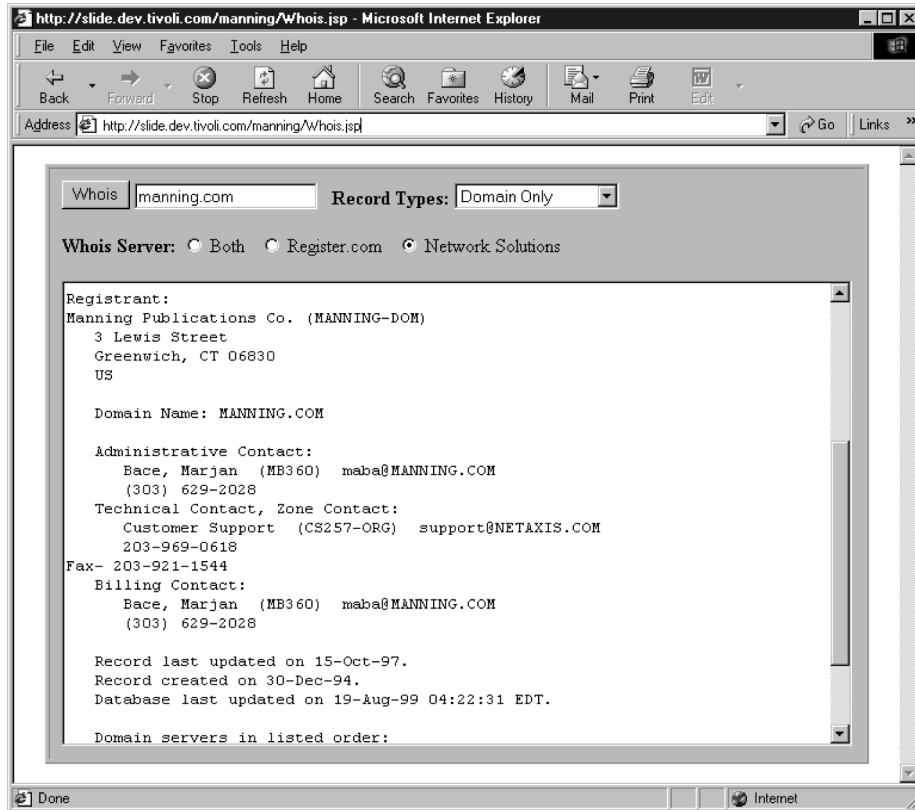 http://slide.dev.tivoli.com/manning/Whois.jsp - Microsoft Internet Explorer
File Edit View Favorites Tools Help
Back Forward Stop Refresh Home Search Favorites History Mail Print Edit
Address http://slide.dev.tivoli.com/manning/Whois.jsp Go Links »
Whois manning.com Record Types: Domain Only
Whois Server: Both Register.com Network Solutions
Registrant:
Manning Publications Co. (MANNING-DOM)
3 Lewis Street
Greenwich, CT 06830
US
Domain Name: MANNING.COM
Administrative Contact:
Bace, Marjan (MB360) maba@MANNING.COM
(303) 629-2028
Technical Contact, Zone Contact:
Customer Support (CS257-ORG) support@NETAXIS.COM
203-969-0618
Fax- 203-921-1544
Billing Contact:
Bace, Marjan (MB360) maba@MANNING.COM
(303) 629-2028
Record last updated on 15-Oct-97.
Record created on 30-Dec-94.
Database last updated on 19-Aug-99 04:22:31 EDT.
Domain servers in listed order:
Done Internet